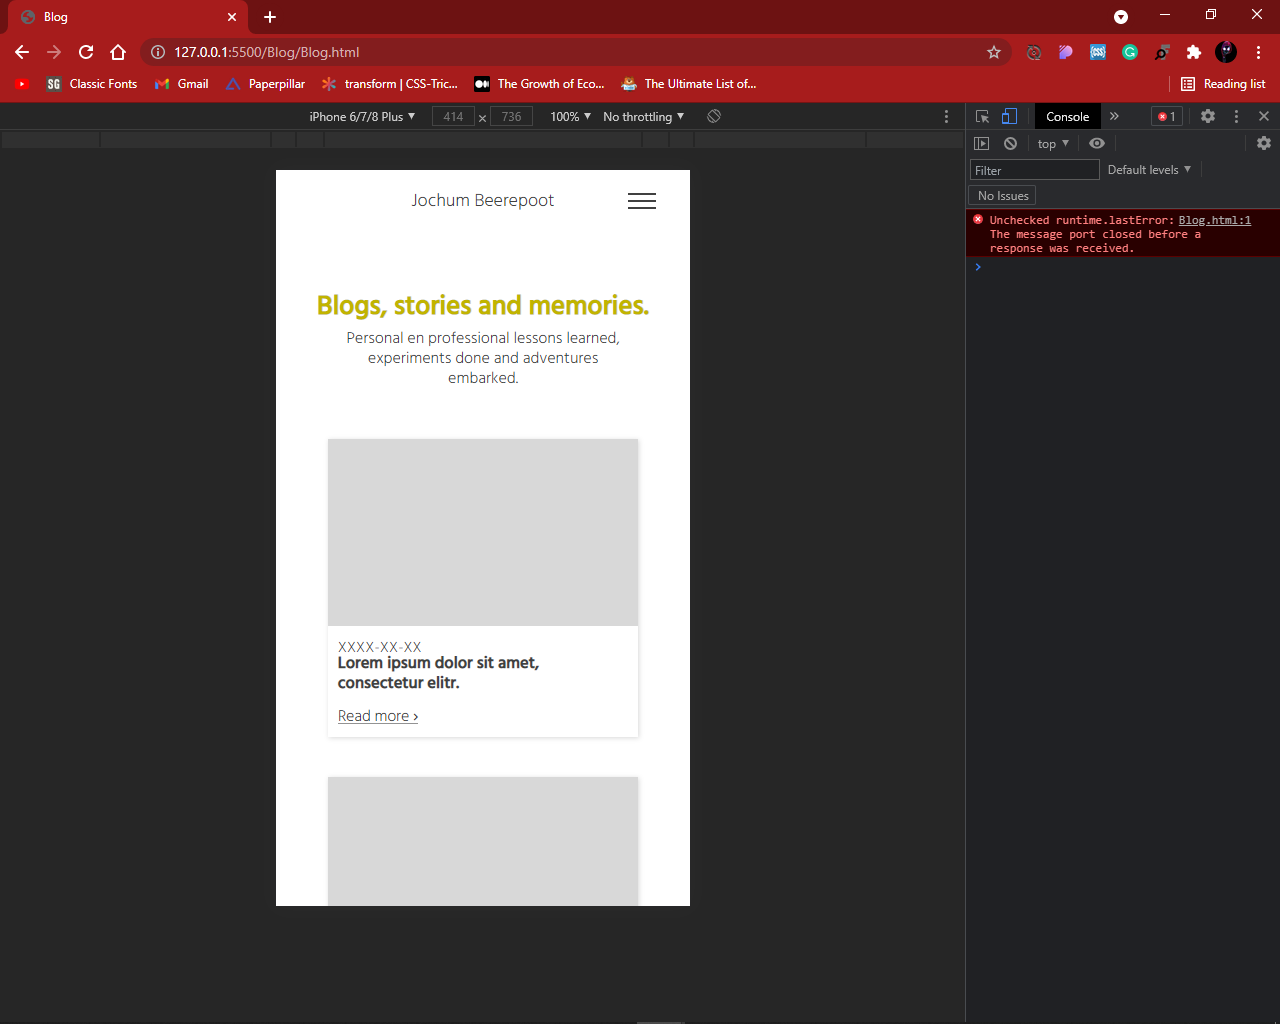 Blog
127.0.0.1:5500/Blog/Blog.html
SG Classic Fonts Gmail Paperpillar transform | CSS-Tric... The Growth of Eco... The Ultimate List of... Reading list
iPhone 6/7/8 Plus 414 × 736 100% No throttling
Console 1
top
Filter Default levels
No Issues
Unchecked runtime.lastError: Blog.html:1
The message port closed before a
response was received.
Jochum Beerepoot
Blogs, stories and memories.
Personal en professional lessons learned,
experiments done and adventures
embarked.
XXXX-XX-XX
Lorem ipsum dolor sit amet,
consectetur elitr.
Read more ›